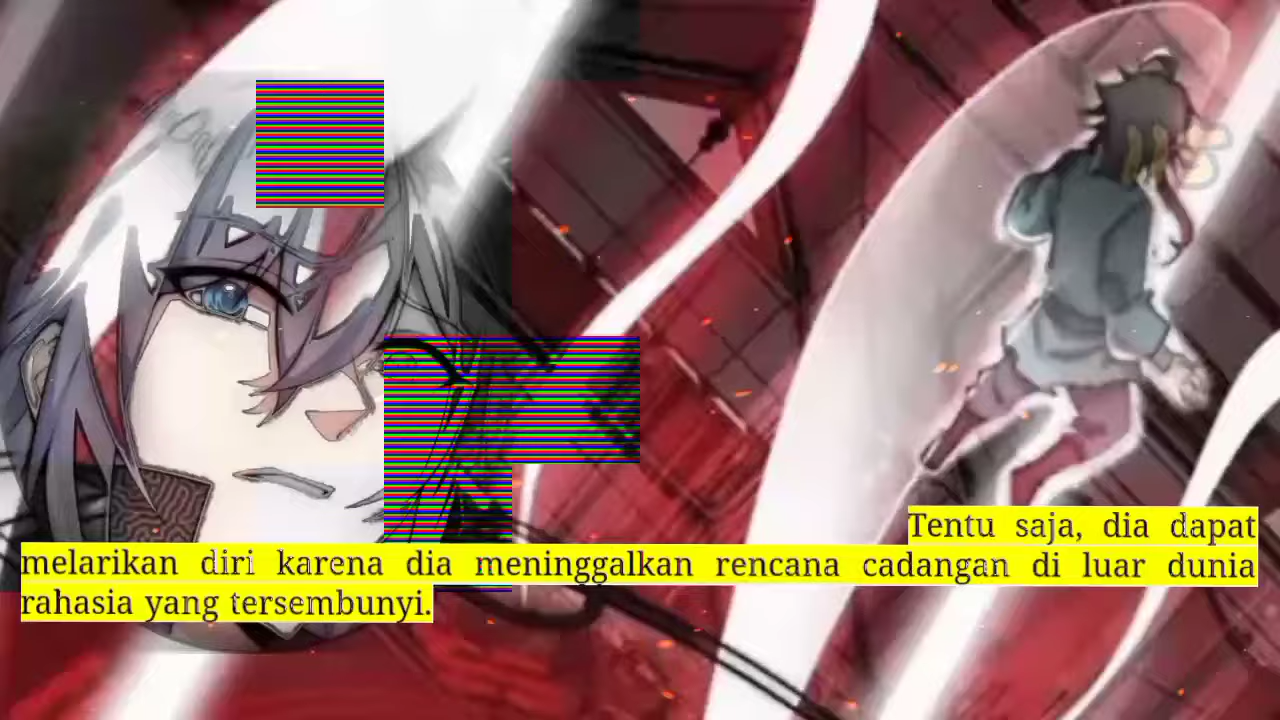 Tentu saja, dia dapat
melarikan diri karena dia meninggalkan rencana cadangan di luar dunia
rahasia yang tersembunyi.